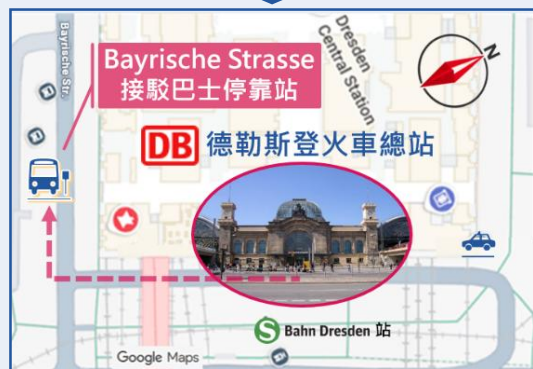 Bayrische Str.
Bayrische Strasse
接駁巴士停靠站
Dresden
Central Station
N
DB 德勒斯登火車總站
S Bahn Dresden 站
Google Maps